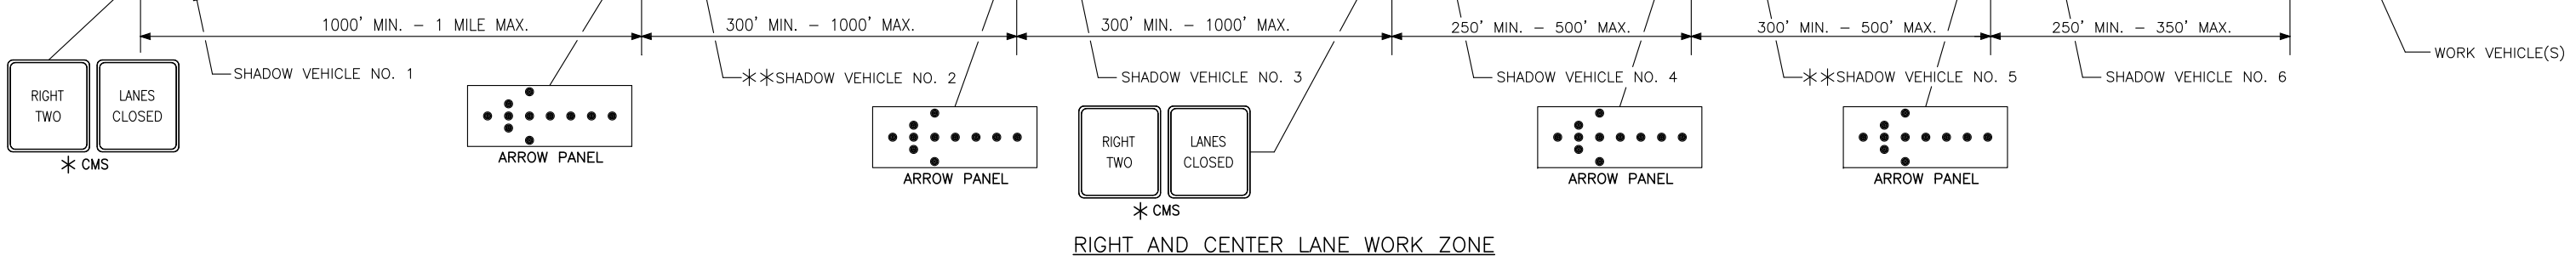 1000' MIN. - 1 MILE MAX.
300' MIN. - 1000' MAX.
300' MIN. - 1000' MAX.
250' MIN. - 500' MAX.
300' MIN. - 500' MAX.
250' MIN. - 350' MAX.
WORK VEHICLE(S)
SHADOW VEHICLE NO. 1
**SHADOW VEHICLE NO. 2
SHADOW VEHICLE NO. 3
SHADOW VEHICLE NO. 4
**SHADOW VEHICLE NO. 5
SHADOW VEHICLE NO. 6
RIGHT
TWO
LANES
CLOSED
* CMS
ARROW PANEL
ARROW PANEL
RIGHT
TWO
LANES
CLOSED
* CMS
ARROW PANEL
ARROW PANEL
RIGHT AND CENTER LANE WORK ZONE